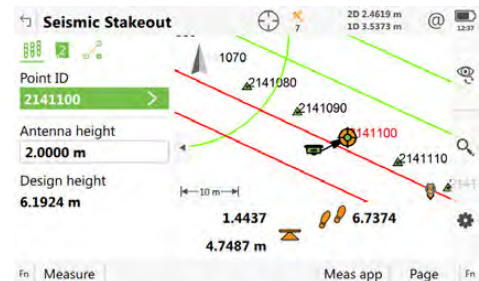 Seismic Stakeout
7
2D 2.4619 m
1D 3.5373 m
@
12:37
2
Point ID
2141100
Antenna height
2.0000 m
Design height
6.1924 m
1070
2141080
2141090
2141100
2141110
10 m
1.4437
6.7374
4.7487 m
Fn
Measure
Meas app
Page
Fn